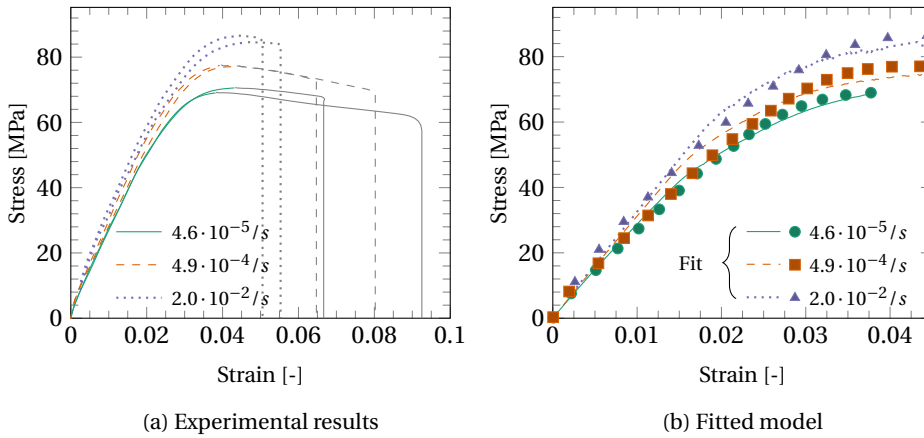 0 0.02 0.04 0.06 0.08 0.1
0
20
40
60
80
Strain [-]
Stress [MPa]
4.6·10⁻⁵/s
4.9·10⁻⁴/s
2.0·10⁻²/s
(a) Experimental results
0 0.01 0.02 0.03 0.04
0
20
40
60
80
Strain [-]
Stress [MPa]
Fit
4.6·10⁻⁵/s
4.9·10⁻⁴/s
2.0·10⁻²/s
(b) Fitted model